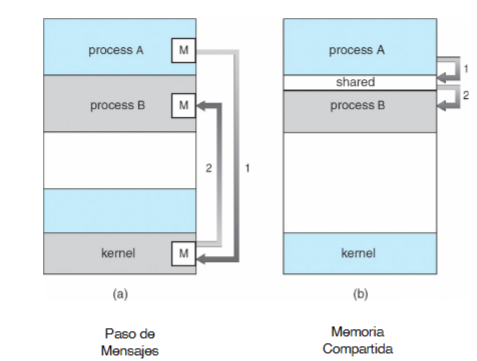 process A
M
process B
M
2
1
kernel
M
(a)
Paso de
Mensajes
process A
1
shared
2
process B
kernel
(b)
Memoria
Compartida